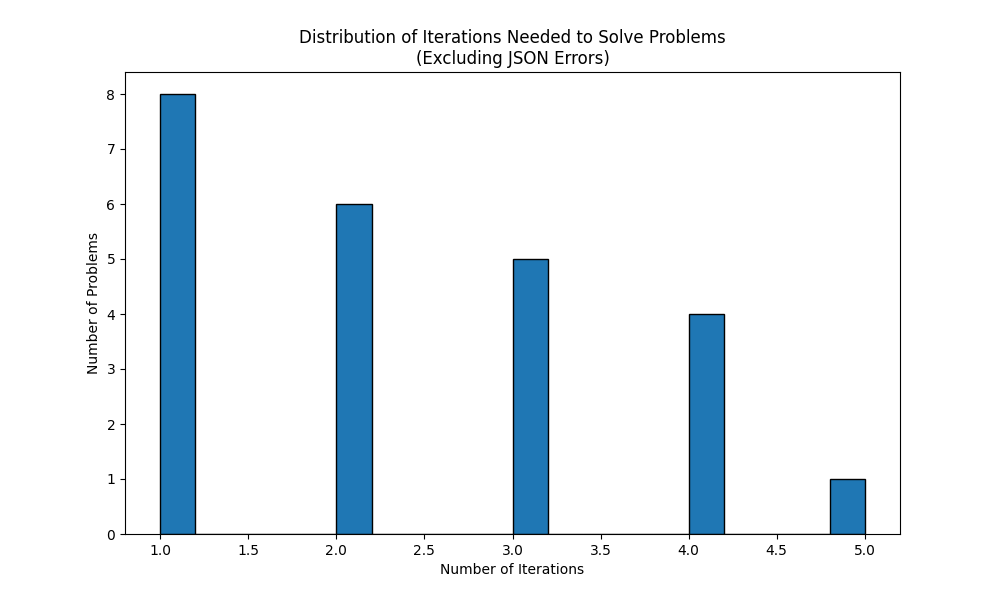 Distribution of Iterations Needed to Solve Problems
(Excluding JSON Errors)
8
7
6
5
4
3
2
1
0
Number of Problems
1.0 1.5 2.0 2.5 3.0 3.5 4.0 4.5 5.0
Number of Iterations